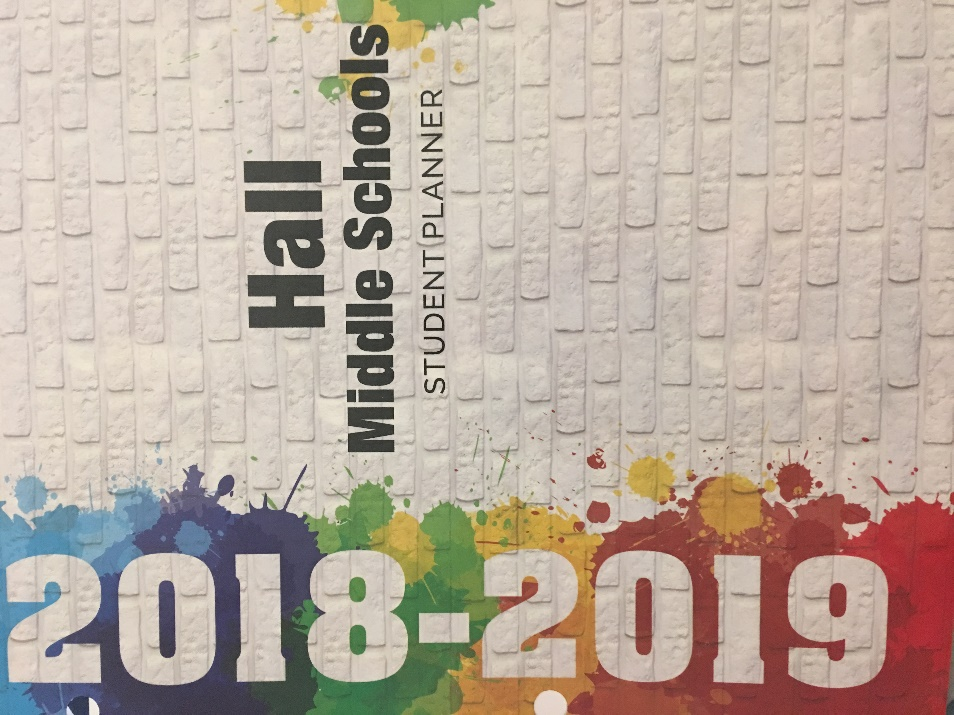 Hall
Middle Schools
STUDENT PLANNER
2018-2019